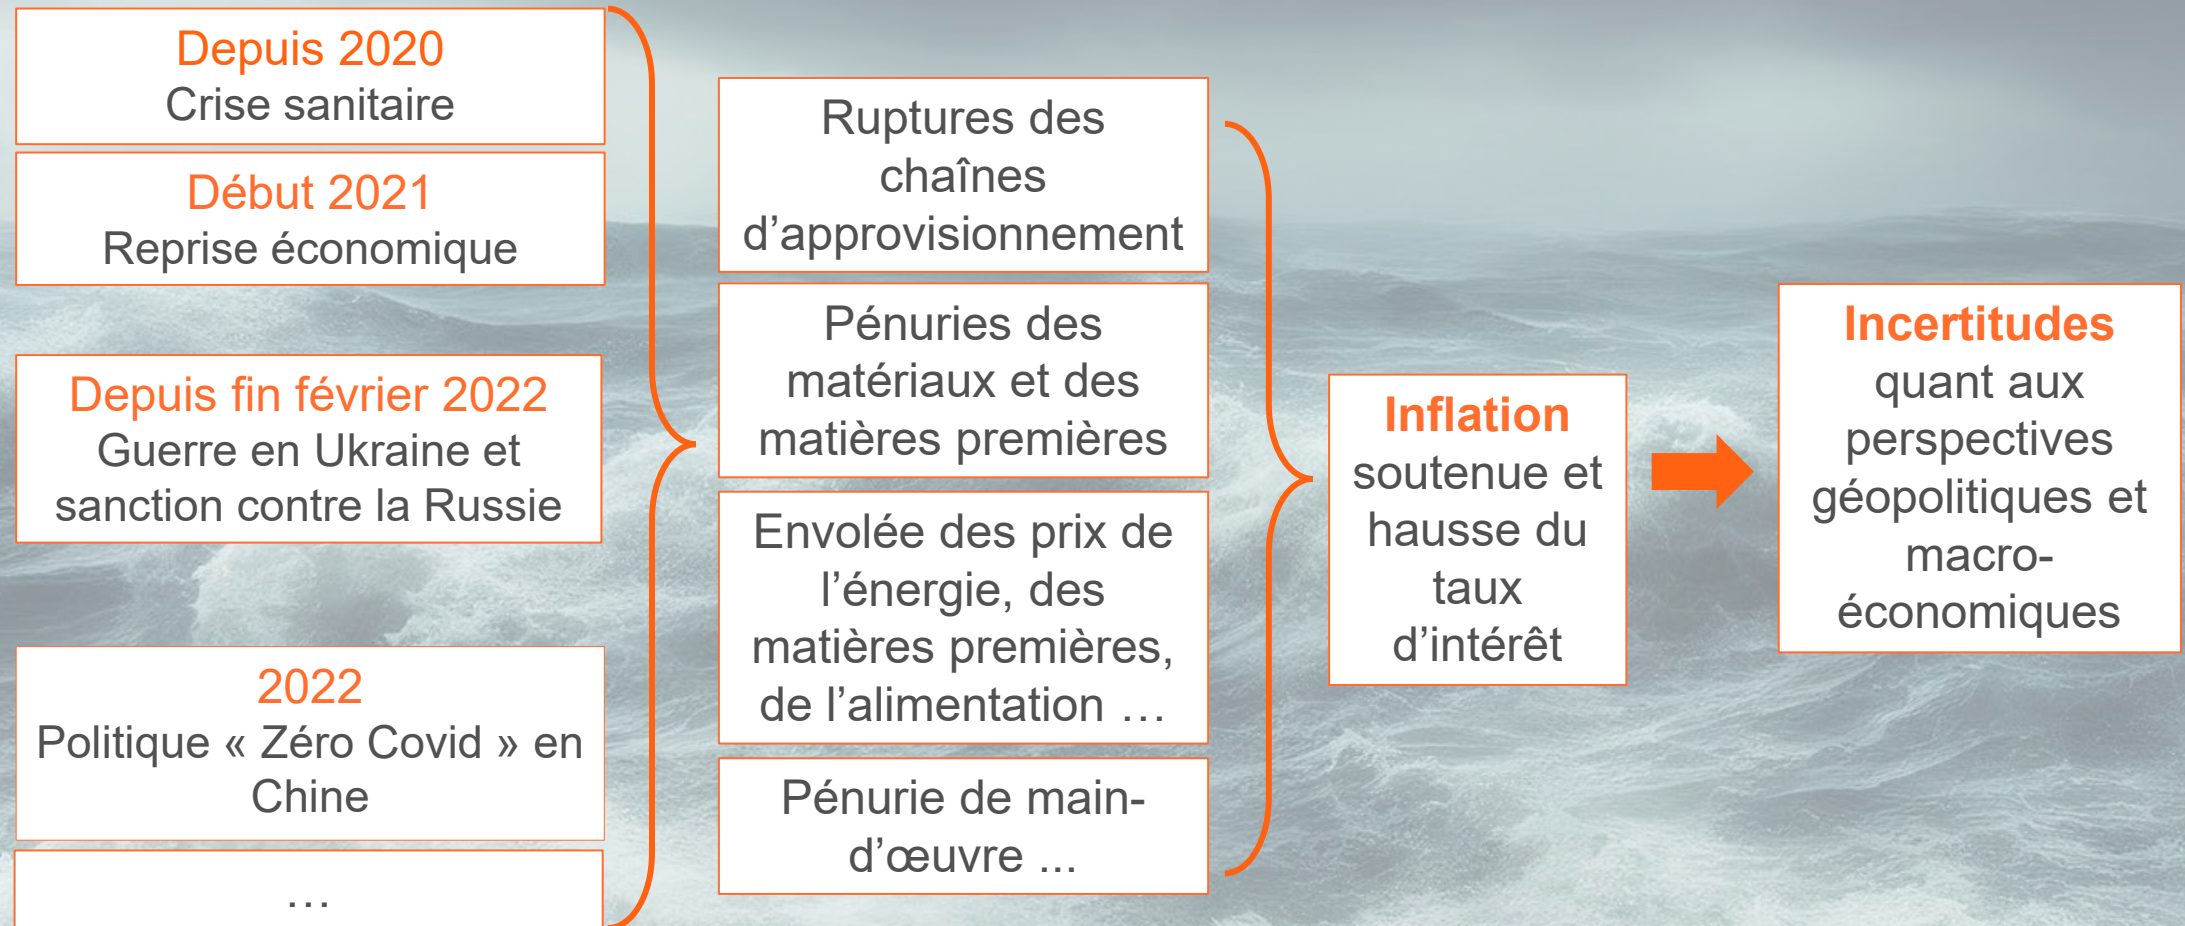 Depuis 2020
Crise sanitaire
Début 2021
Reprise économique
Depuis fin février 2022
Guerre en Ukraine et
sanction contre la Russie
2022
Politique « Zéro Covid » en
Chine
…
Ruptures des
chaînes
d’approvisionnement
Pénuries des
matériaux et des
matières premières
Envolée des prix de
l’énergie, des
matières premières,
de l’alimentation …
Pénurie de main-
d’œuvre ...
Inflation
soutenue et
hausse du
taux
d’intérêt
Incertitudes
quant aux
perspectives
géopolitiques et
macro-
économiques